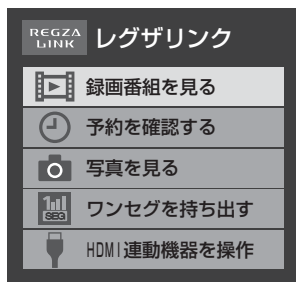 REGZA LINK レグザリンク
録画番組を見る
予約を確認する
写真を見る
1seg SEG ワンセグを持ち出す
HDMI連動機器を操作